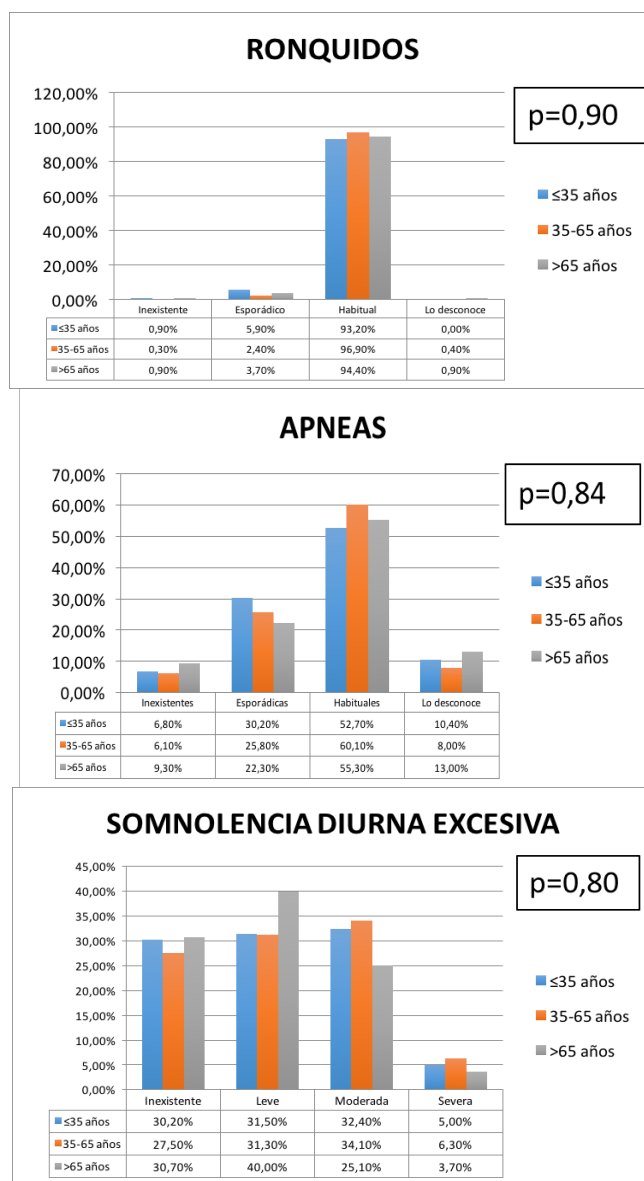 RONQUIDOS
p=0,90
120,00%
100,00%
80,00%
60,00%
40,00%
20,00%
0,00%
≤35 años
35-65 años
>65 años
Inexistente Esporádico Habitual Lo desconoce
≤35 años 0,90% 5,90% 93,20% 0,00%
35-65 años 0,30% 2,40% 96,90% 0,40%
>65 años 0,90% 3,70% 94,40% 0,90%
APNEAS
p=0,84
70,00%
60,00%
50,00%
40,00%
30,00%
20,00%
10,00%
0,00%
≤35 años
35-65 años
>65 años
Inexistentes Esporádicas Habituales Lo desconoce
≤35 años 6,80% 30,20% 52,70% 10,40%
35-65 años 6,10% 25,80% 60,10% 8,00%
>65 años 9,30% 22,30% 55,30% 13,00%
SOMNOLENCIA DIURNA EXCESIVA
p=0,80
45,00%
40,00%
35,00%
30,00%
25,00%
20,00%
15,00%
10,00%
5,00%
0,00%
≤35 años
35-65 años
>65 años
Inexistente Leve Moderada Severa
≤35 años 30,20% 31,50% 32,40% 5,00%
35-65 años 27,50% 31,30% 34,10% 6,30%
>65 años 30,70% 40,00% 25,10% 3,70%